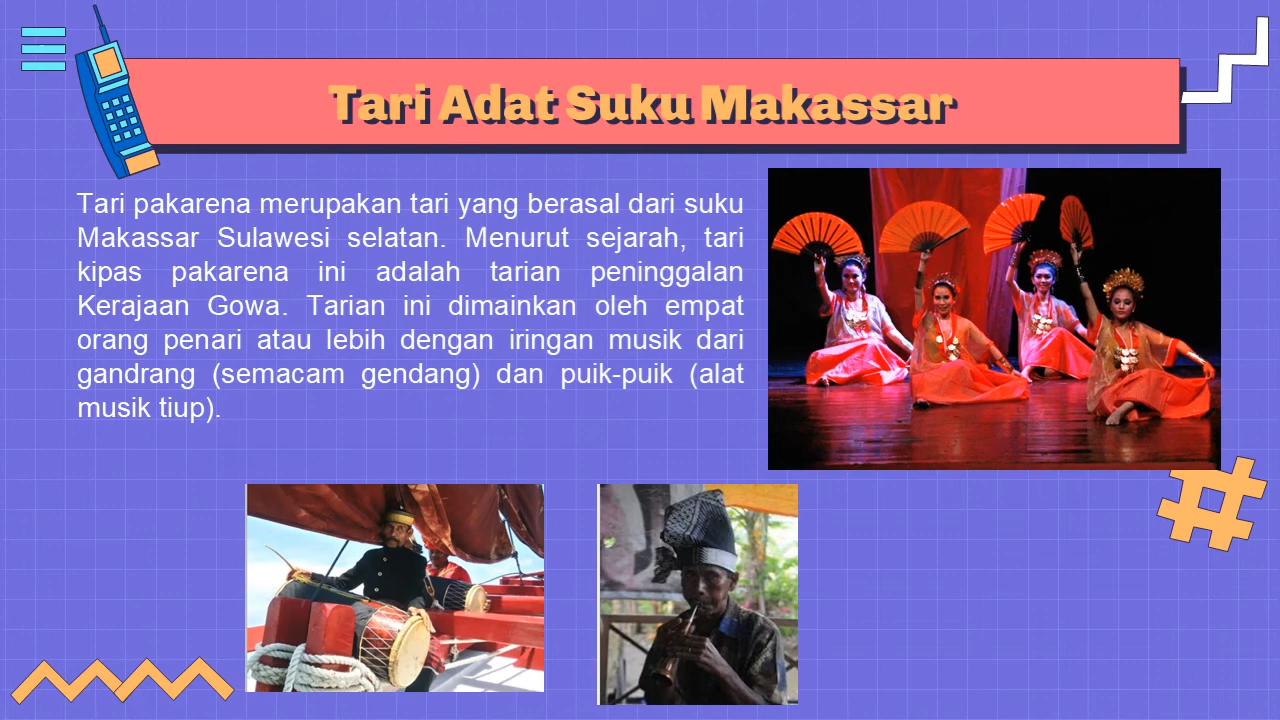 Tari Adat Suku Makassar
Tari pakarena merupakan tari yang berasal dari suku
Makassar Sulawesi selatan. Menurut sejarah, tari
kipas pakarena ini adalah tarian peninggalan
Kerajaan Gowa. Tarian ini dimainkan oleh empat
orang penari atau lebih dengan iringan musik dari
gandrang (semacam gendang) dan puik-puik (alat
musik tiup).